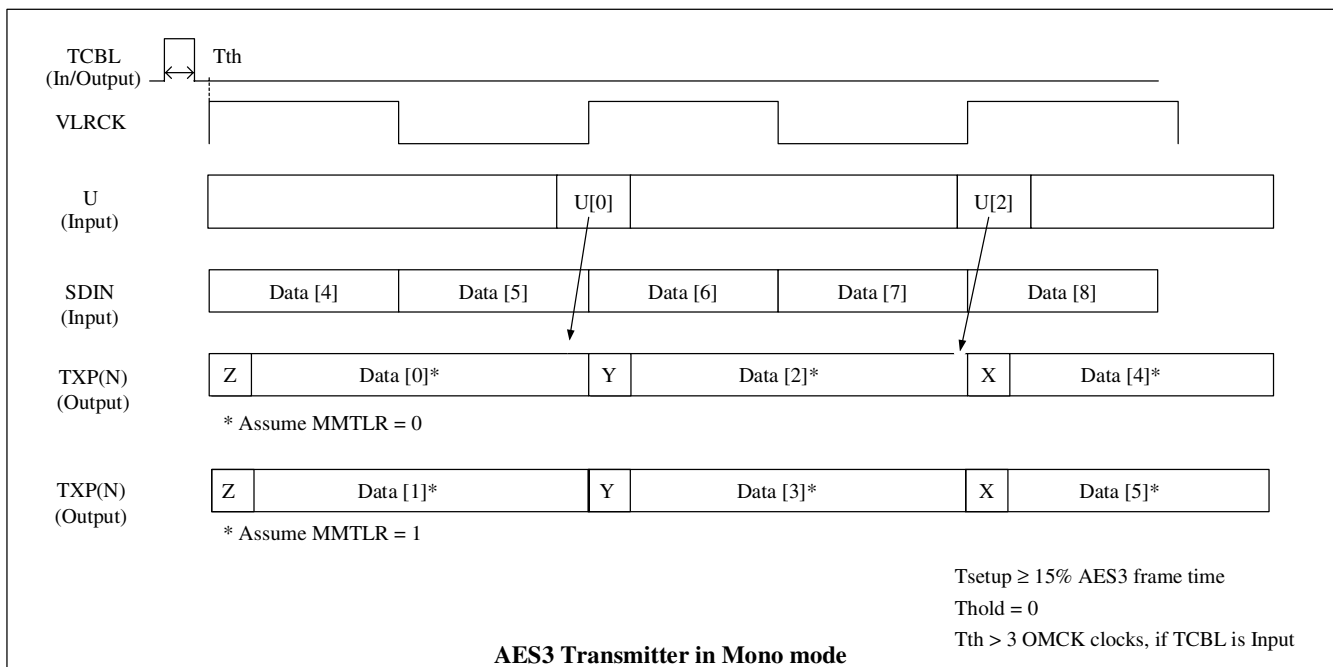 TCBL
(In/Output)
Tth
VLRCK
U
(Input)
U[0]
U[2]
SDIN
(Input)
Data [4]
Data [5]
Data [6]
Data [7]
Data [8]
TXP(N)
(Output)
Z
Data [0]*
Y
Data [2]*
X
Data [4]*
* Assume MMTLR = 0
TXP(N)
(Output)
Z
Data [1]*
Y
Data [3]*
X
Data [5]*
* Assume MMTLR = 1
Tsetup ≥ 15% AES3 frame time
Thold = 0
Tth > 3 OMCK clocks, if TCBL is Input
AES3 Transmitter in Mono mode